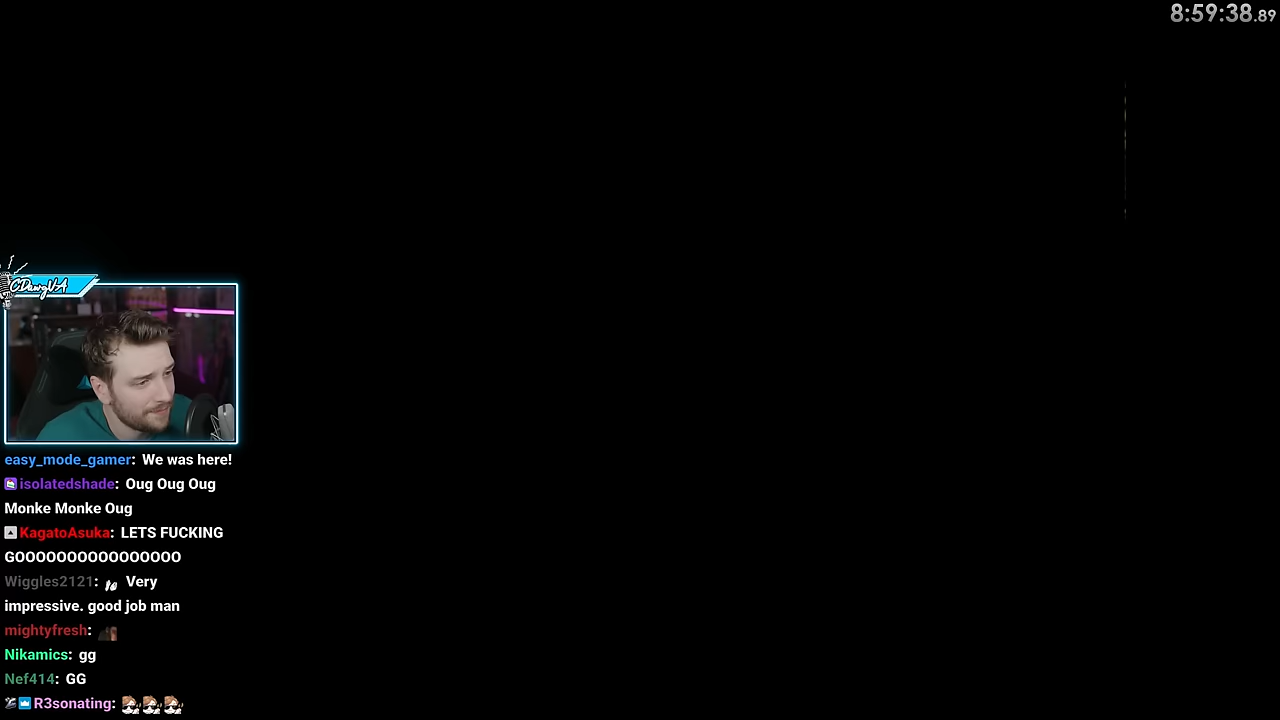 8:59:38.89
CDawgVA
easy_mode_gamer: We was here!
isolatedshade: Oug Oug Oug
Monke Monke Oug
KagatoAsuka: LETS FUCKING
GOOOOOOOOOOOOOOOO
Wiggles2121: Very
impressive. good job man
mightyfresh:
Nikamics: gg
Nef414: GG
R3sonating: